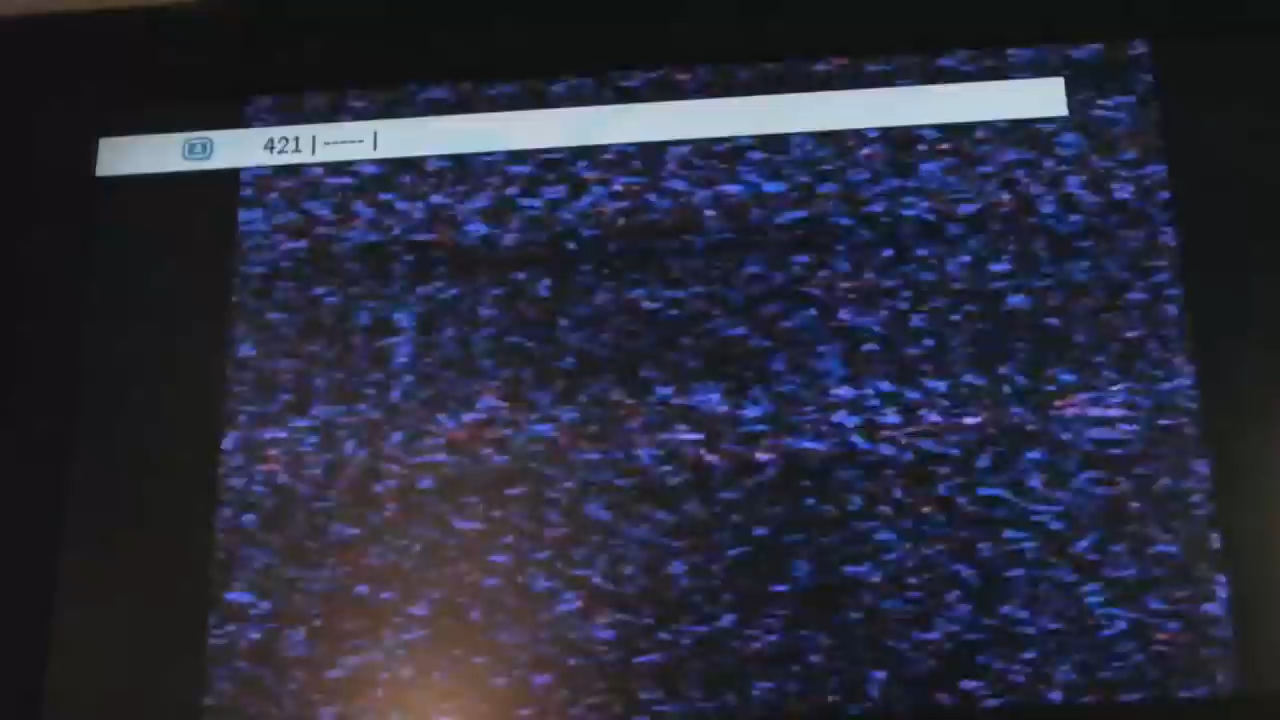 421 | ----- |